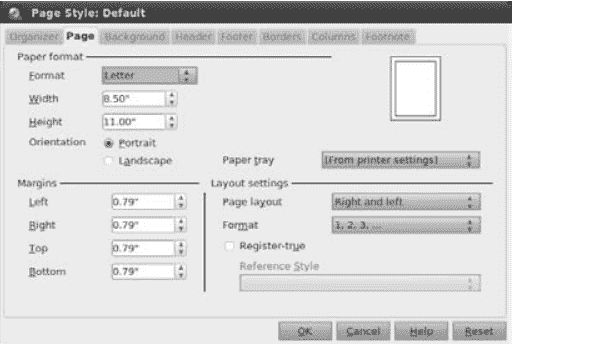 Page Style: Default
Organizer Page Background Header Footer Borders Columns Footnote
Paper format
Format Letter
Width 8.50"
Height 11.00"
Orientation Portrait
Landscape Paper tray [From printer settings]
Margins Layout settings
Left 0.79" Page layout Right and left
Right 0.79" Format 1, 2, 3, ...
Top 0.79" Register-true
Bottom 0.79" Reference Style
OK Cancel Help Reset